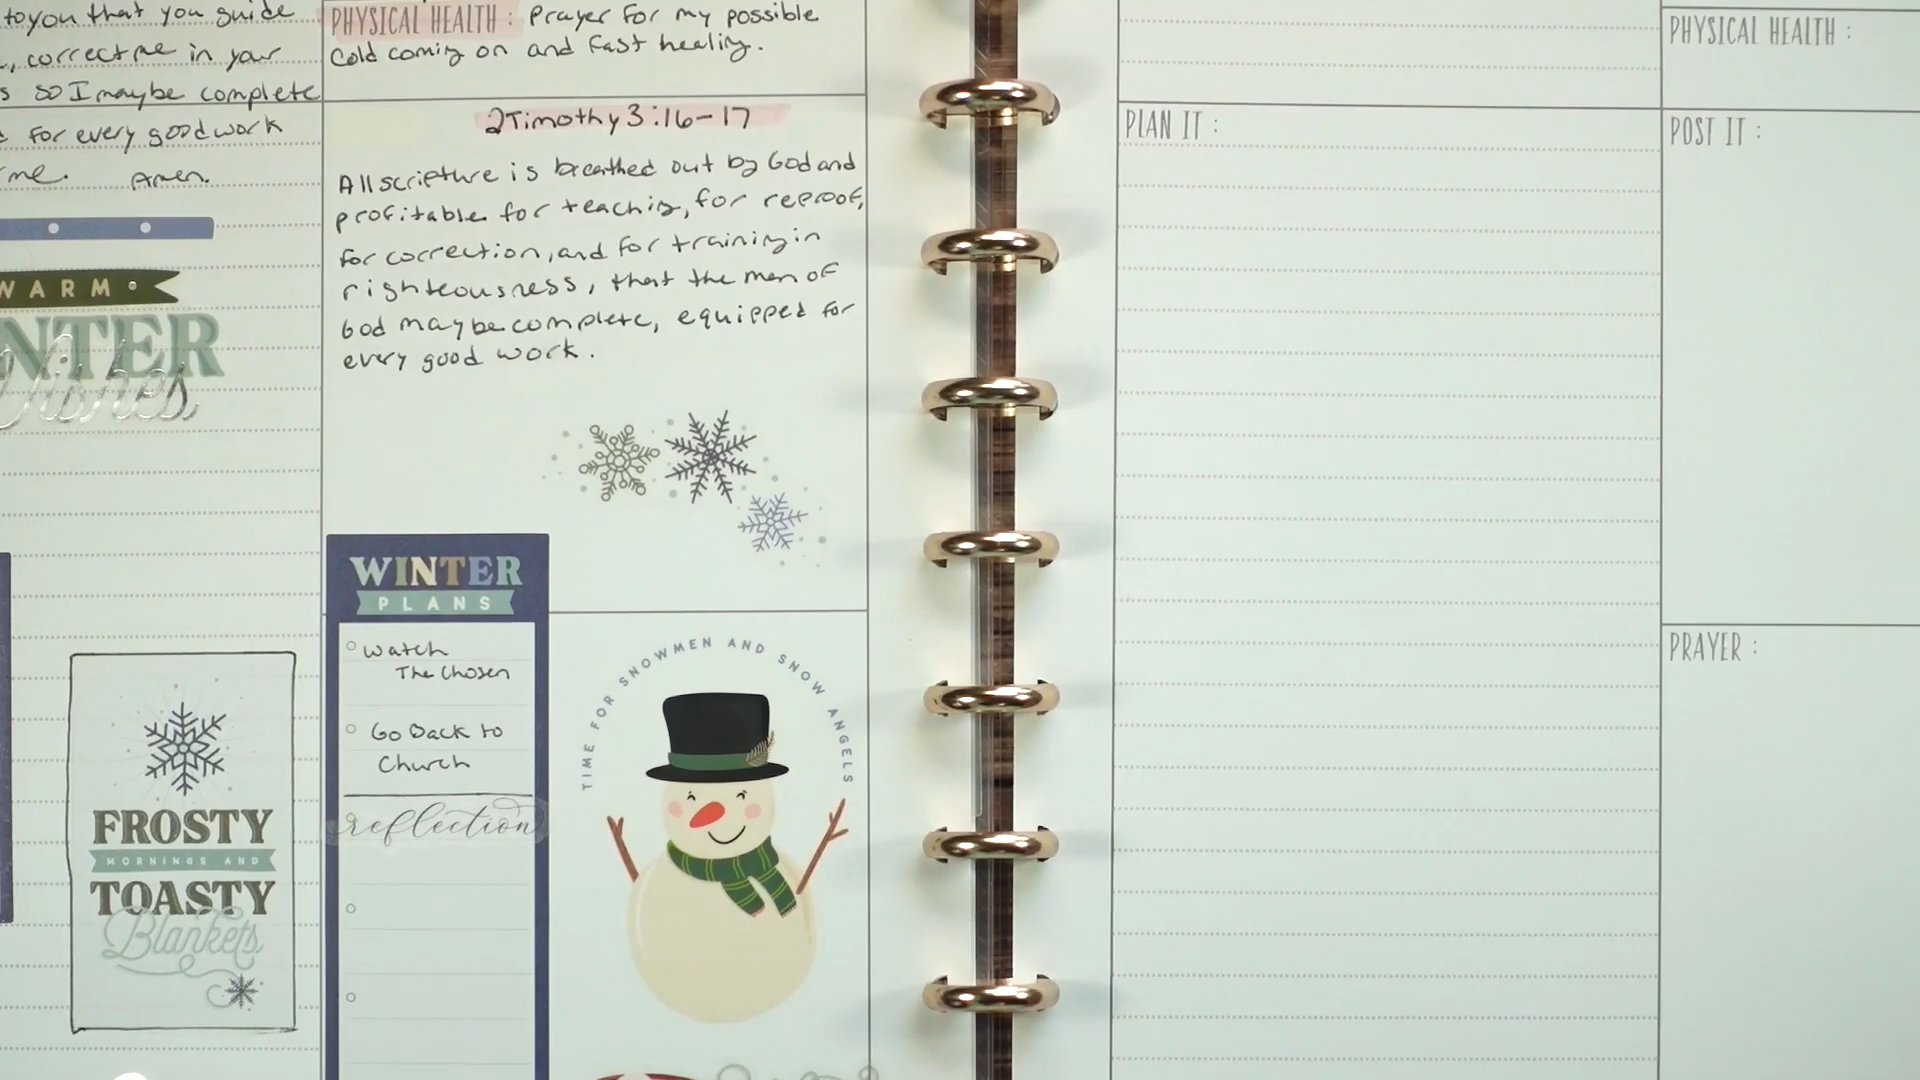 to you that you guide
, correct me in your
s so I may be complete
for every good work
me. Amen.
WARM
NTER
Wishes
FROSTY
MORNINGS AND
TOASTY
Blankets
PHYSICAL HEALTH : Prayer for my possible
cold coming on and fast healing.
2 Timothy 3:16-17
All scripture is breathed out by God and
profitable for teaching, for reproof,
for correction, and for training in
righteousness, that the man of
God may be complete, equipped for
every good work.
WINTER
PLANS
watch
The Chosen
Go Back to
Church
reflection
TIME FOR SNOWMEN AND SNOW ANGELS
PLAN IT :
PHYSICAL HEALTH :
POST IT :
PRAYER :